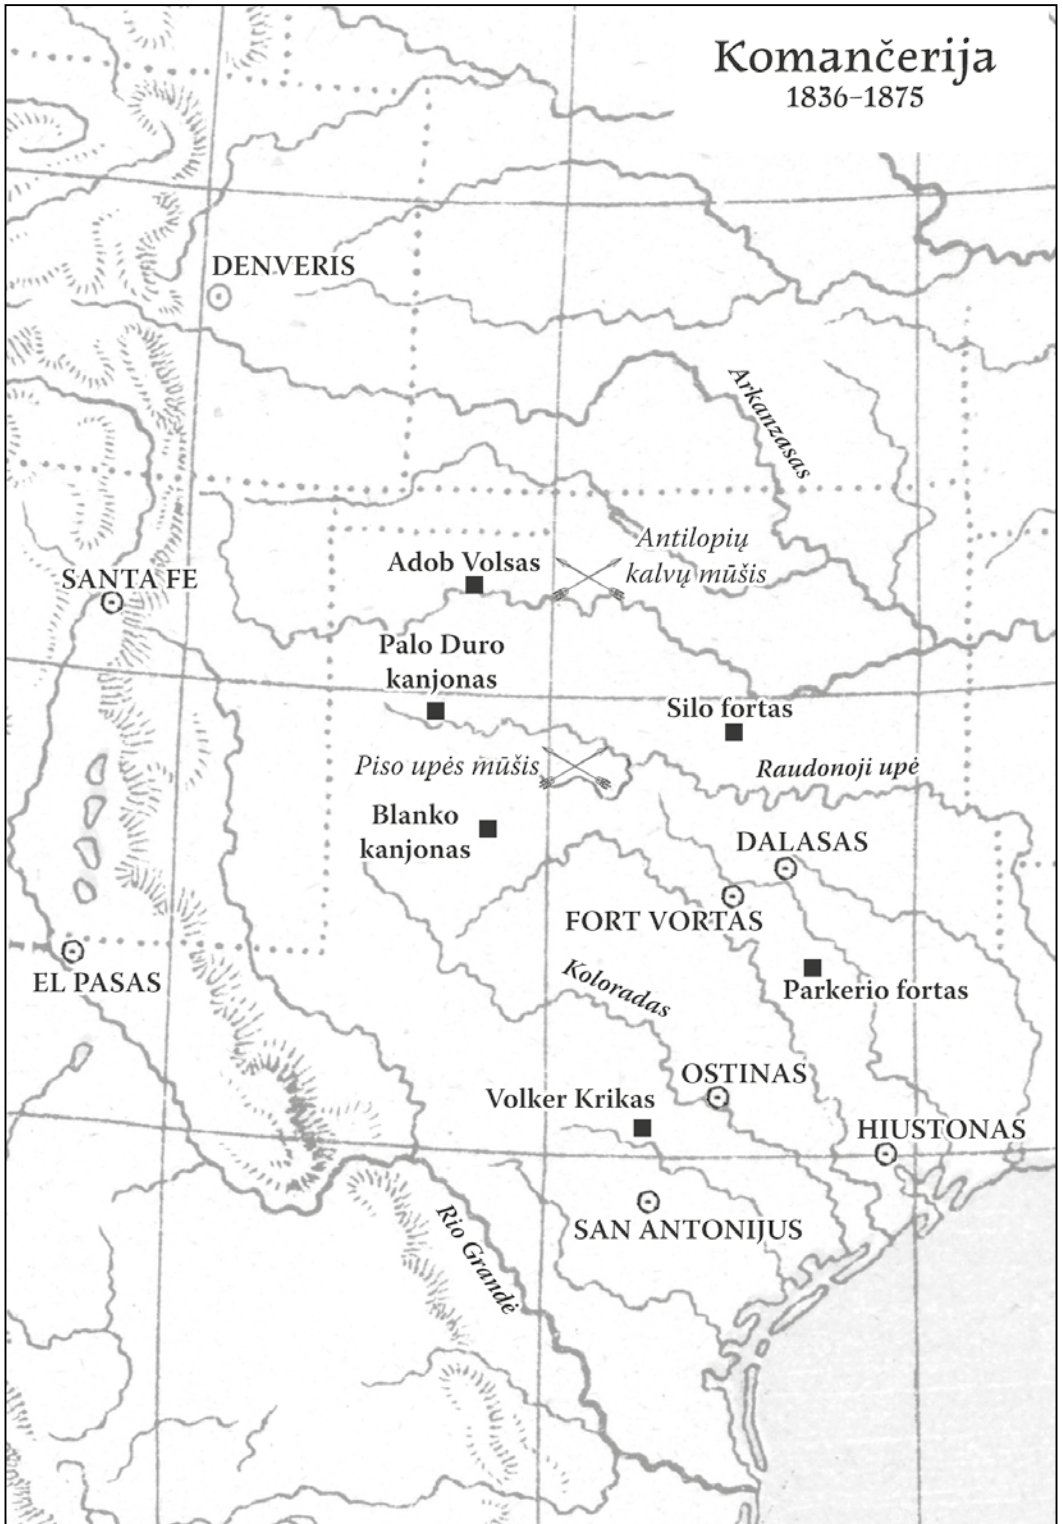 Komančerija
1836–1875
DENVERIS
Arkanzasas
Antilopių
kalvų mūšis
Adob Volsas
SANTA FE
Palo Duro
kanjonas
Silo fortas
Piso upės mūšis
Raudonoji upė
Blanko
kanjonas
DALASAS
FORT VORTAS
EL PASAS
Koloradas
Parkerio fortas
OSTINAS
Volker Krikas
HIUSTONAS
SAN ANTONIJUS
Rio Grandė